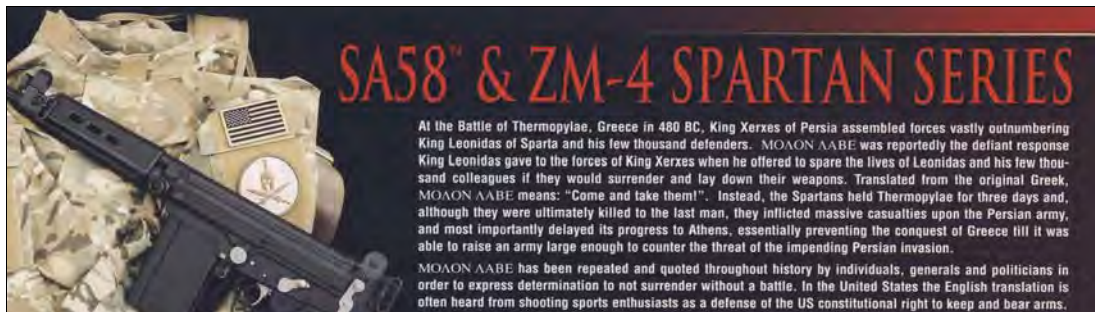 SA58™ & ZM-4 SPARTAN SERIES
At the Battle of Thermopylae, Greece in 480 BC, King Xerxes of Persia assembled forces vastly outnumbering
King Leonidas of Sparta and his few thousand defenders. ΜΟΛΟΝ ΛΑΒΕ was reportedly the defiant response
King Leonidas gave to the forces of King Xerxes when he offered to spare the lives of Leonidas and his few thou-
sand colleagues if they would surrender and lay down their weapons. Translated from the original Greek,
ΜΟΛΟΝ ΛΑΒΕ means: “Come and take them!”. Instead, the Spartans held Thermopylae for three days and,
although they were ultimately killed to the last man, they inflicted massive casualties upon the Persian army,
and most importantly delayed its progress to Athens, essentially preventing the conquest of Greece till it was
able to raise an army large enough to counter the threat of the impending Persian invasion.
ΜΟΛΟΝ ΛΑΒΕ has been repeated and quoted throughout history by individuals, generals and politicians in
order to express determination to not surrender without a battle. In the United States the English translation is
often heard from shooting sports enthusiasts as a defense of the US constitutional right to keep and bear arms.